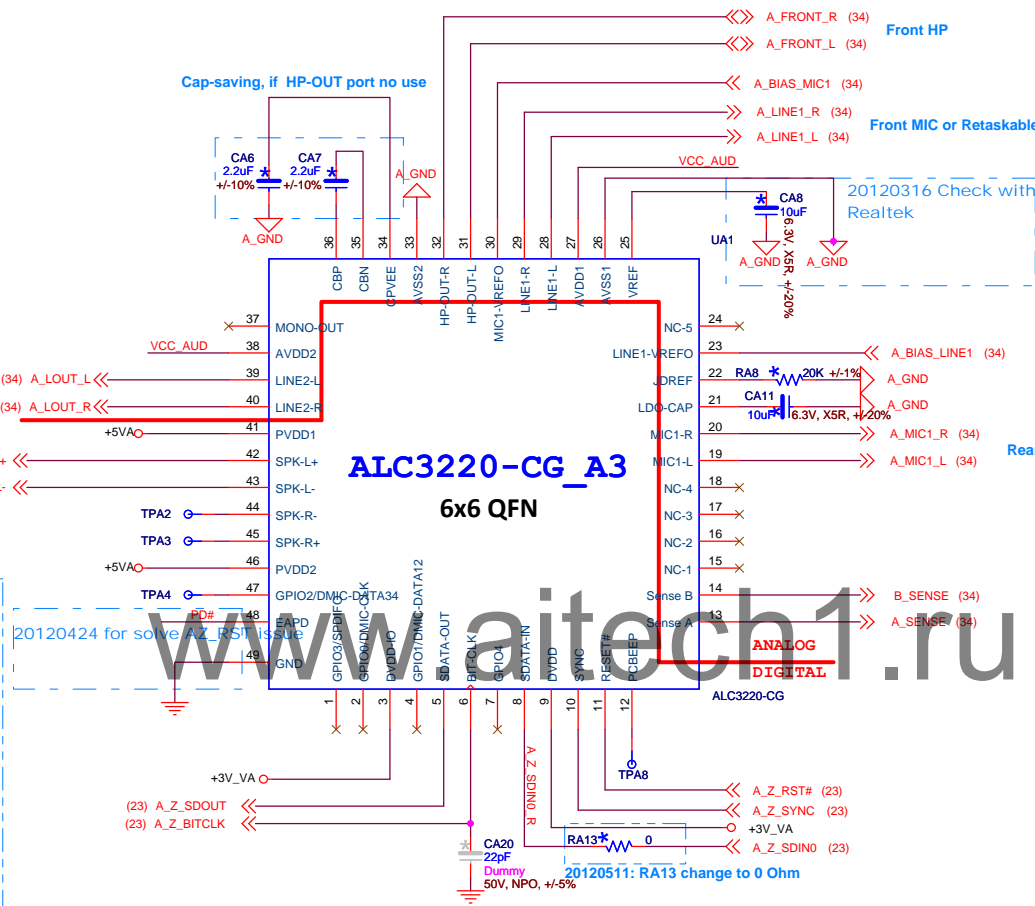 A_FRONT_R (34)
A_FRONT_L (34)
Front HP
Cap-saving, if HP-OUT port no use
A_BIAS_MIC1 (34)
A_LINE1_R (34)
A_LINE1_L (34)
Front MIC or Retaskable
VCC_AUD
CA6
2.2uF
+/-10%
CA7
2.2uF
+/-10%
A_GND
A_GND
20120316 Check with
Realtek
CA8
10uF
6.3V, X5R, +/-20%
A_GND
A_GND
UA1
36
35
34
33
32
31
30
29
28
27
26
25
CBP
CBN
CPVEE
AVSS2
HP-OUT-R
HP-OUT-L
MIC1-VREFO
LINE1-R
LINE1-L
AVDD1
AVSS1
VREF
37 MONO-OUT
VCC_AUD 38 AVDD2
(34) A_LOUT_L 39 LINE2-L
(34) A_LOUT_R 40 LINE2-R
+5VA 41 PVDD1
+ 42 SPK-L+
- 43 SPK-L-
TPA2 44 SPK-R-
TPA3 45 SPK-R+
+5VA 46 PVDD2
TPA4 47 GPIO2/DMIC-DATA34
PD# 48 EAPD
49 GND
20120424 for solve AZ_RST issue
NC-5 24
LINE1-VREFO 23 A_BIAS_LINE1 (34)
JDREF 22 RA8 20K +/-1% A_GND
LDO-CAP 21 CA11 10uF 6.3V, X5R, +/-20% A_GND
MIC1-R 20 A_MIC1_R (34)
MIC1-L 19 A_MIC1_L (34)
Rea
NC-4 18
NC-3 17
NC-2 16
NC-1 15
Sense B 14 B_SENSE (34)
Sense A 13 A_SENSE (34)
ALC3220-CG_A3
6x6 QFN
www.aitech1.ru
ANALOG
DIGITAL
ALC3220-CG
GPIO3/SPDIFO
GPIO0/DMIC-CLK
DVDD-IO
GPIO1/DMIC-DATA12
SDATA-OUT
BIT-CLK
GPIO4
SDATA-IN
DVDD
SYNC
RESET#
PCBEEP
1
2
3
4
5
6
7
8
9
10
11
12
A_Z_SDIN0_R
TPA8
+3V_VA
(23) A_Z_SDOUT
(23) A_Z_BITCLK
A_Z_RST# (23)
A_Z_SYNC (23)
+3V_VA
A_Z_SDIN0 (23)
RA13 0
CA20
22pF
Dummy
50V, NPO, +/-5%
20120511: RA13 change to 0 Ohm